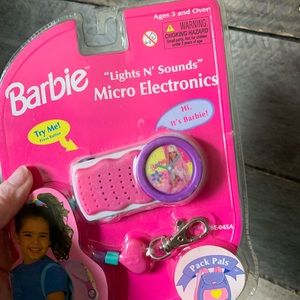 Ages 3 and Over!
WARNING
CHOKING HAZARD
Barbie
"Lights N' Sounds"
Micro Electronics
Try Me!
Hi,
It's Barbie!
Pack Pals